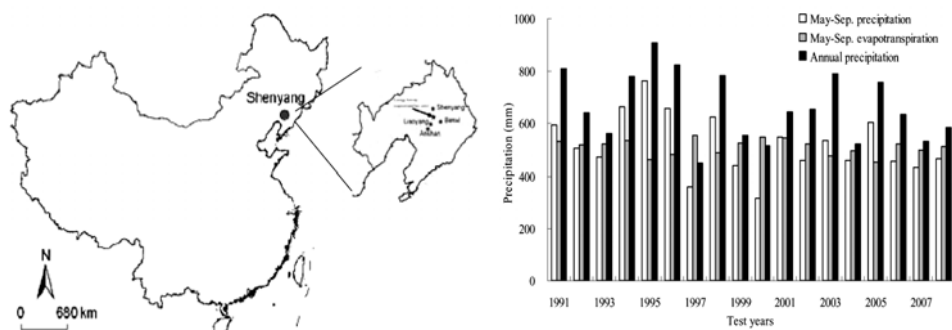 Shenyang
Shenyang
Liaoyang
Benxi
Anshan
N
0 680 km
1000
800
600
400
200
0
Precipitation (mm)
May-Sep. precipitation
May-Sep. evapotranspiration
Annual precipitation
1991 1993 1995 1997 1999 2001 2003 2005 2007
Test years